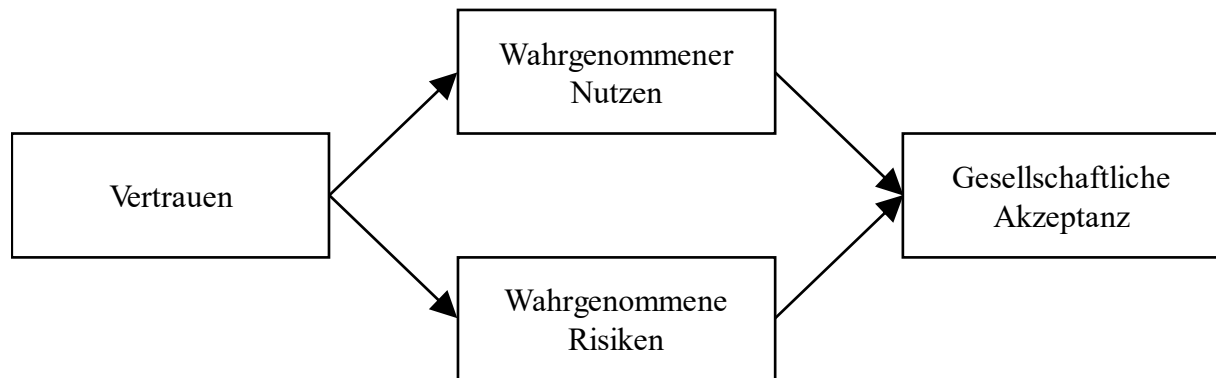 Wahrgenommener
Nutzen
Vertrauen
Gesellschaftliche
Akzeptanz
Wahrgenommene
Risiken